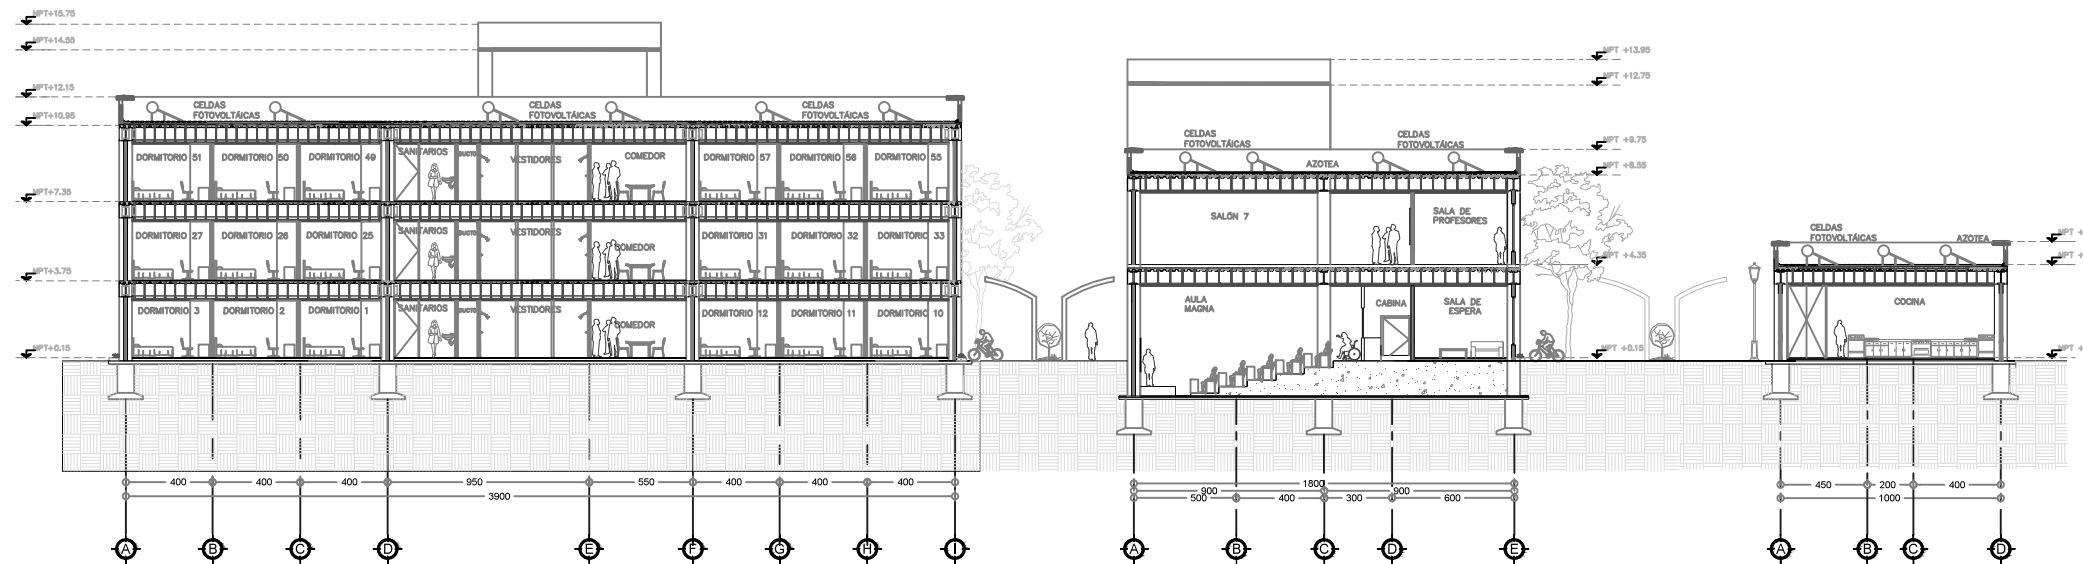 NPT+15.75
NPT+14.55
NPT+12.15
NPT+10.95
NPT+7.35
NPT+3.75
NPT+0.15
CELDAS
FOTOVOLTÁICAS
CELDAS
FOTOVOLTÁICAS
CELDAS
FOTOVOLTÁICAS
DORMITORIO 51
DORMITORIO 50
DORMITORIO 49
SANITARIOS
DUCTO
VESTIDORES
COMEDOR
DORMITORIO 57
DORMITORIO 56
DORMITORIO 55
DORMITORIO 27
DORMITORIO 26
DORMITORIO 25
SANITARIOS
DUCTO
VESTIDORES
COMEDOR
DORMITORIO 31
DORMITORIO 32
DORMITORIO 33
DORMITORIO 3
DORMITORIO 2
DORMITORIO 1
SANITARIOS
DUCTO
VESTIDORES
COMEDOR
DORMITORIO 12
DORMITORIO 11
DORMITORIO 10
400 400 400 950 550 400 400 400
3900
A B C D E F G H I
NPT +13.95
NPT +12.75
NPT +9.75
NPT +8.55
NPT +4.35
NPT +0.15
CELDAS
FOTOVOLTÁICAS
CELDAS
FOTOVOLTÁICAS
AZOTEA
SALÓN 7
SALA DE
PROFESORES
AULA
MAGNA
CABINA
SALA DE
ESPERA
1800
900 900
500 400 300 600
A B C D E
CELDAS
FOTOVOLTÁICAS
AZOTEA
NPT +
NPT +
COCINA
NPT +
450 200 400
1000
A B C D